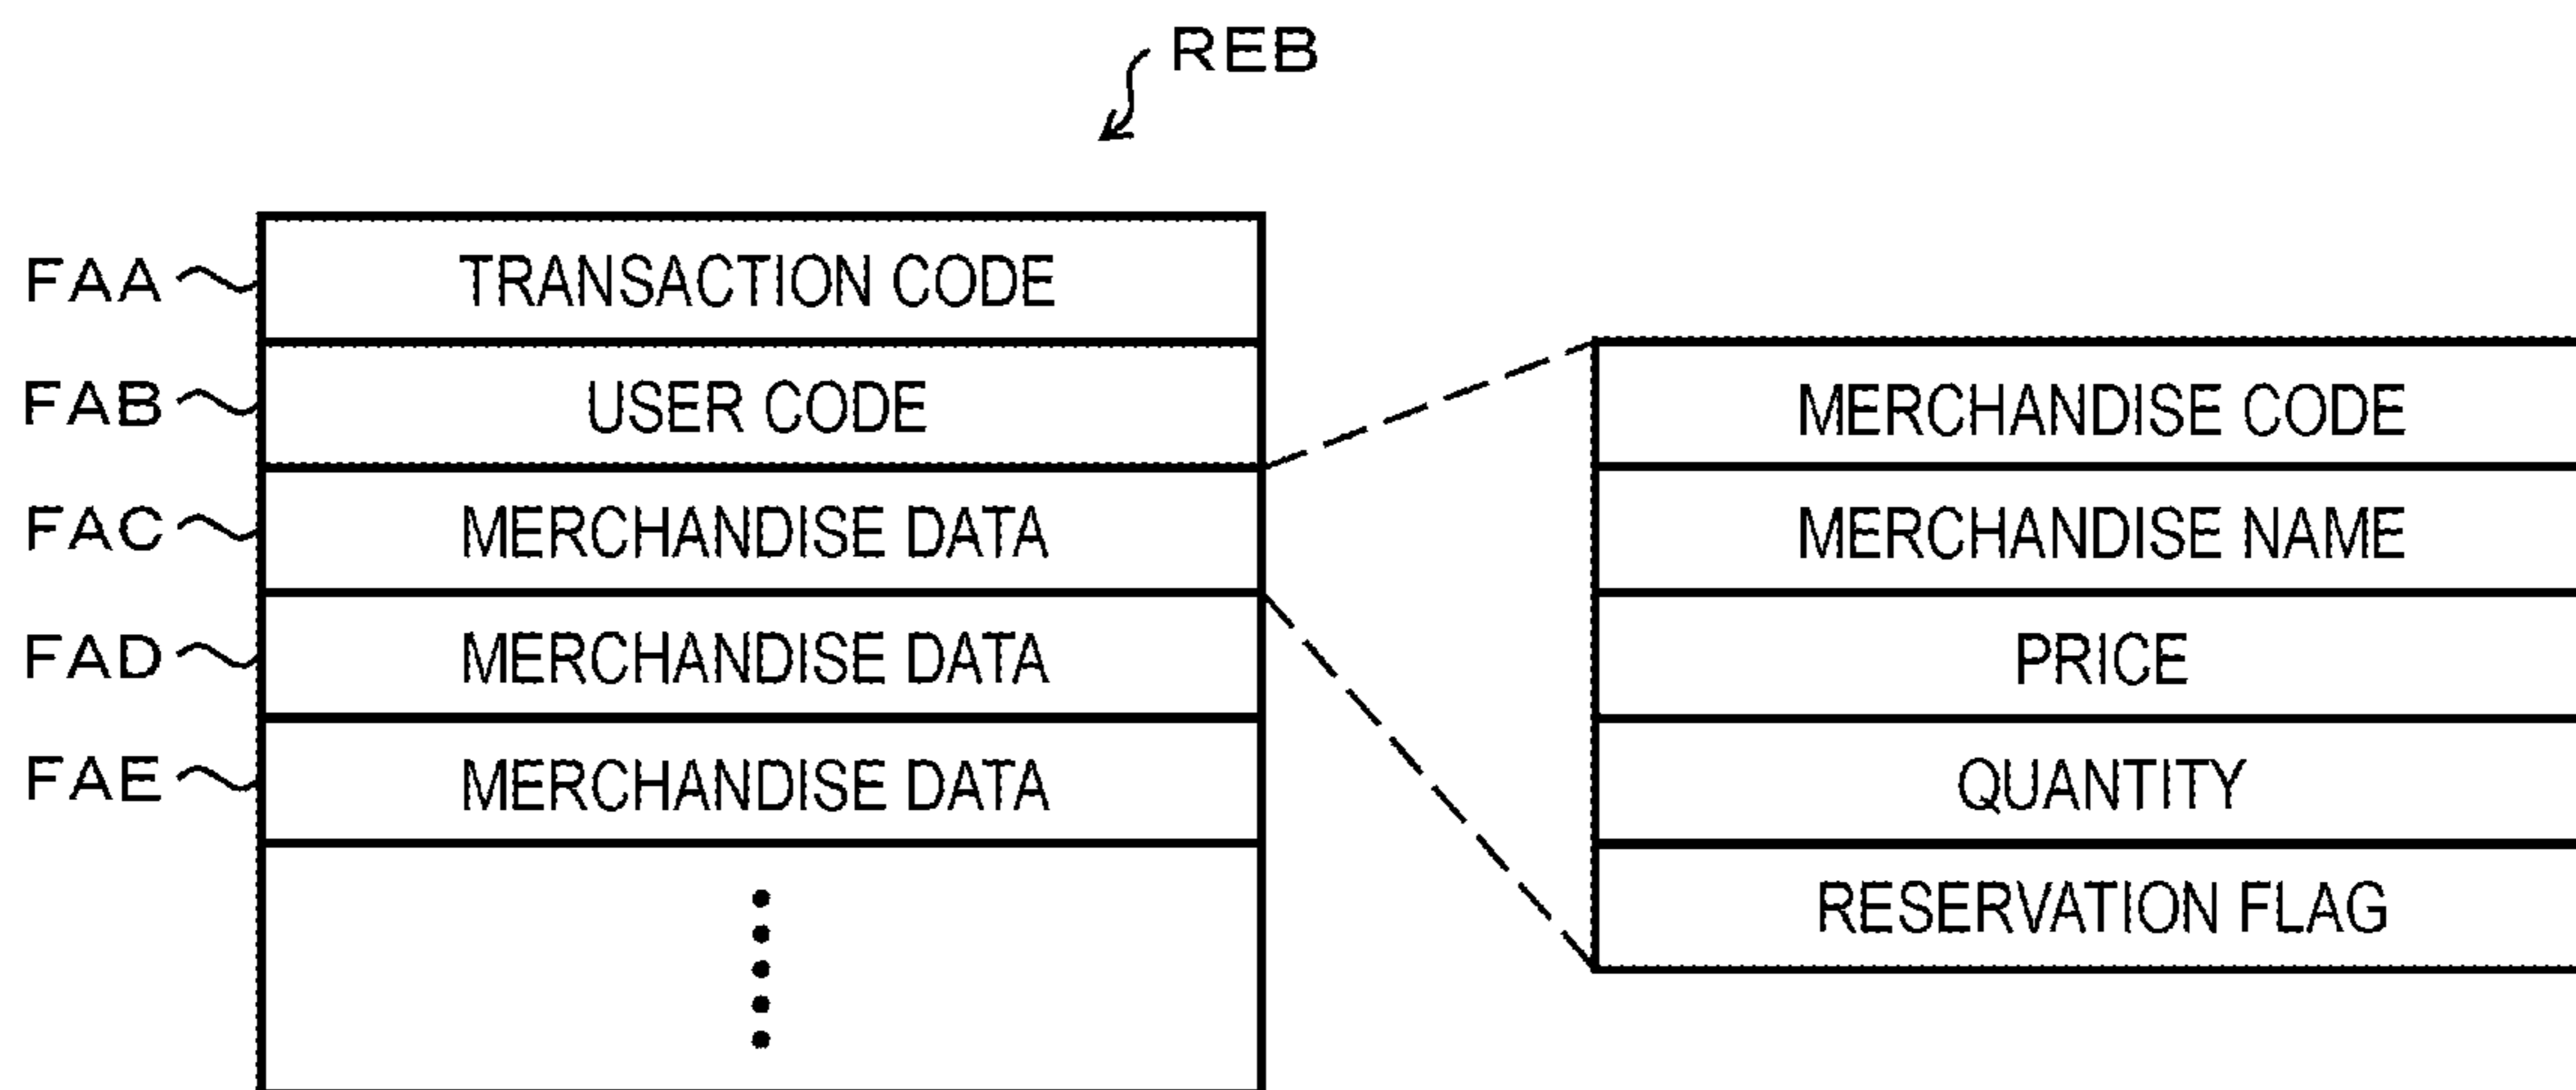 REB
FAA TRANSACTION CODE
FAB USER CODE
FAC MERCHANDISE DATA
FAD MERCHANDISE DATA
FAE MERCHANDISE DATA
MERCHANDISE CODE
MERCHANDISE NAME
PRICE
QUANTITY
RESERVATION FLAG